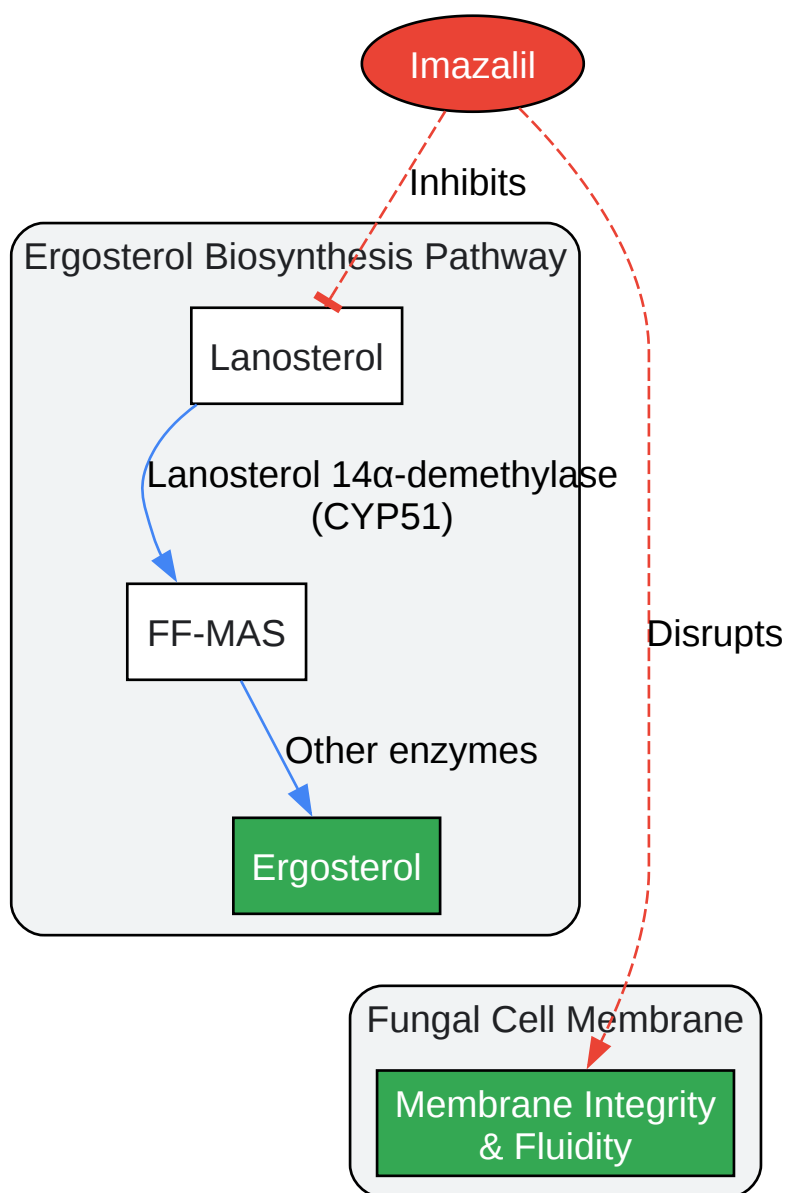 Imazalil
Inhibits
Ergosterol Biosynthesis Pathway
Lanosterol
Lanosterol 14α-demethylase
(CYP51)
FF-MAS
Disrupts
Other enzymes
Ergosterol
Fungal Cell Membrane
Membrane Integrity
& Fluidity